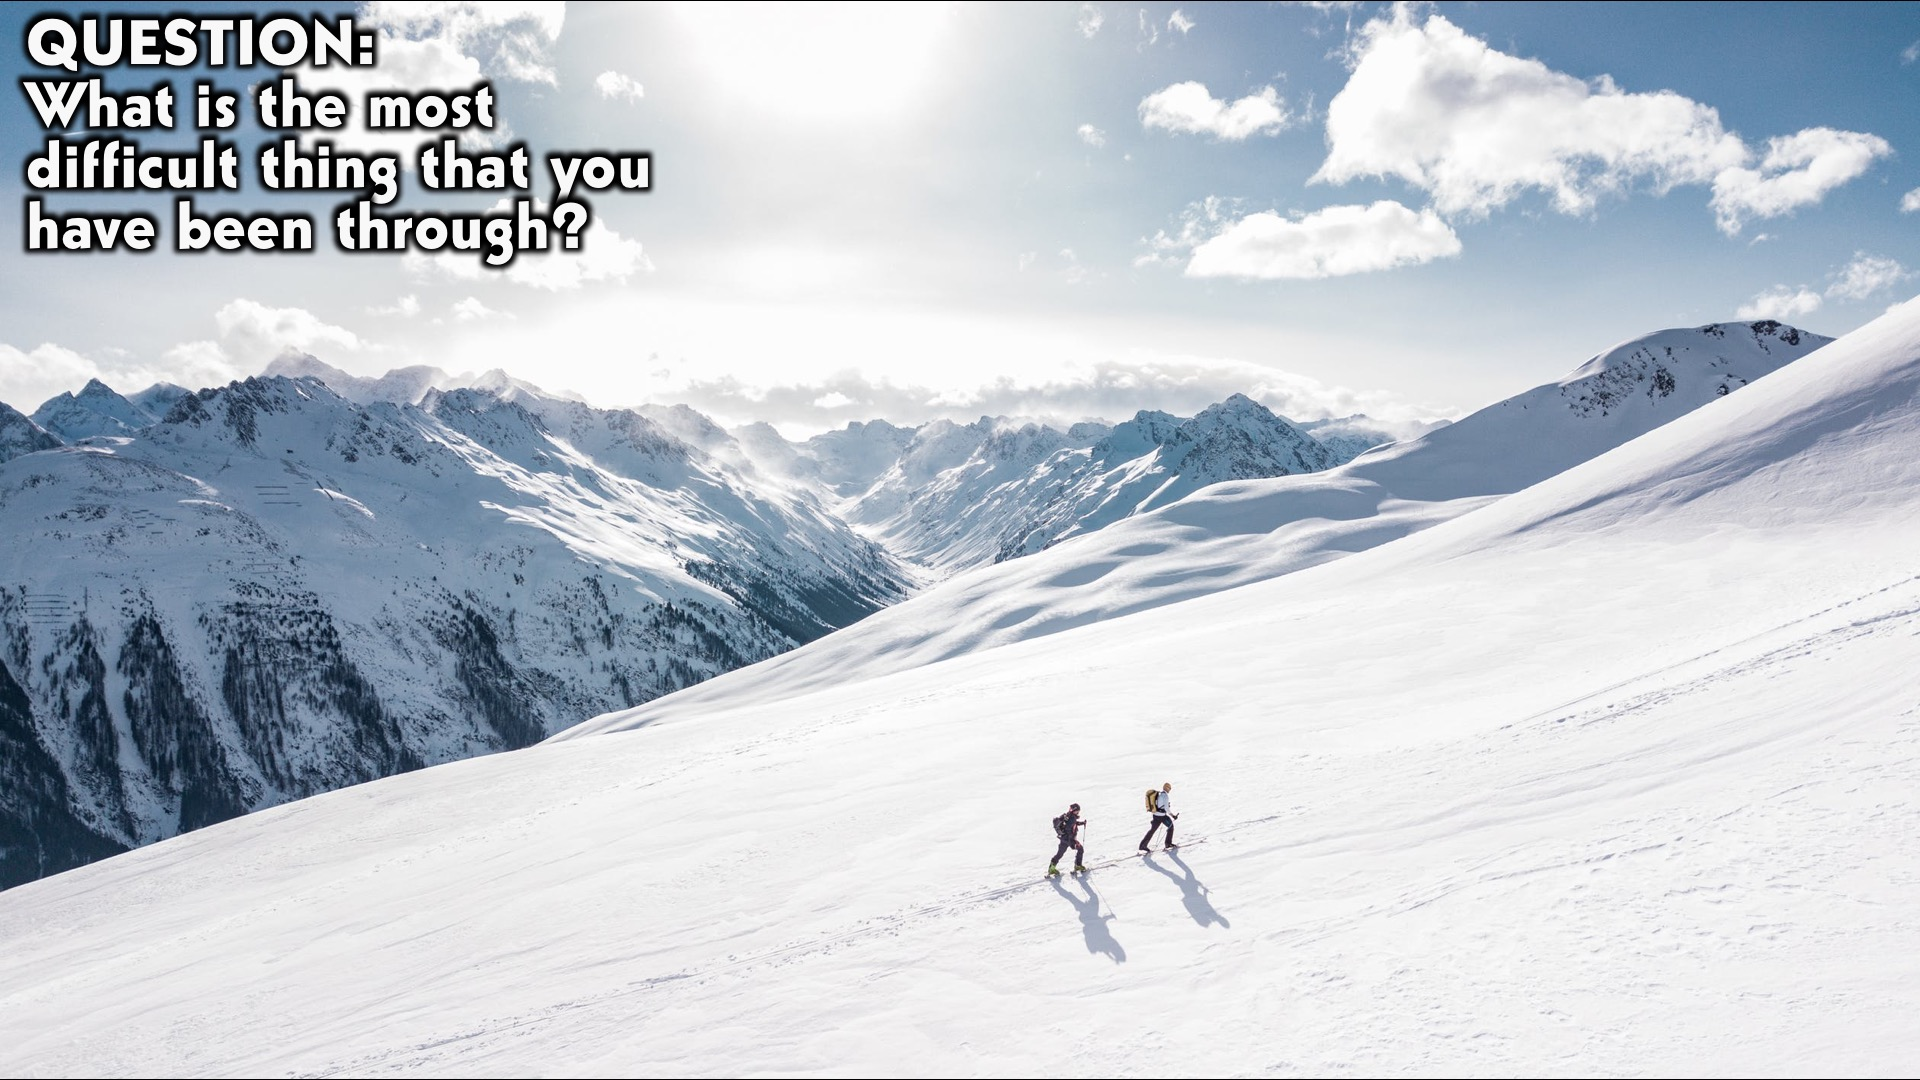 QUESTION:
What is the most
difficult thing that you
have been through?